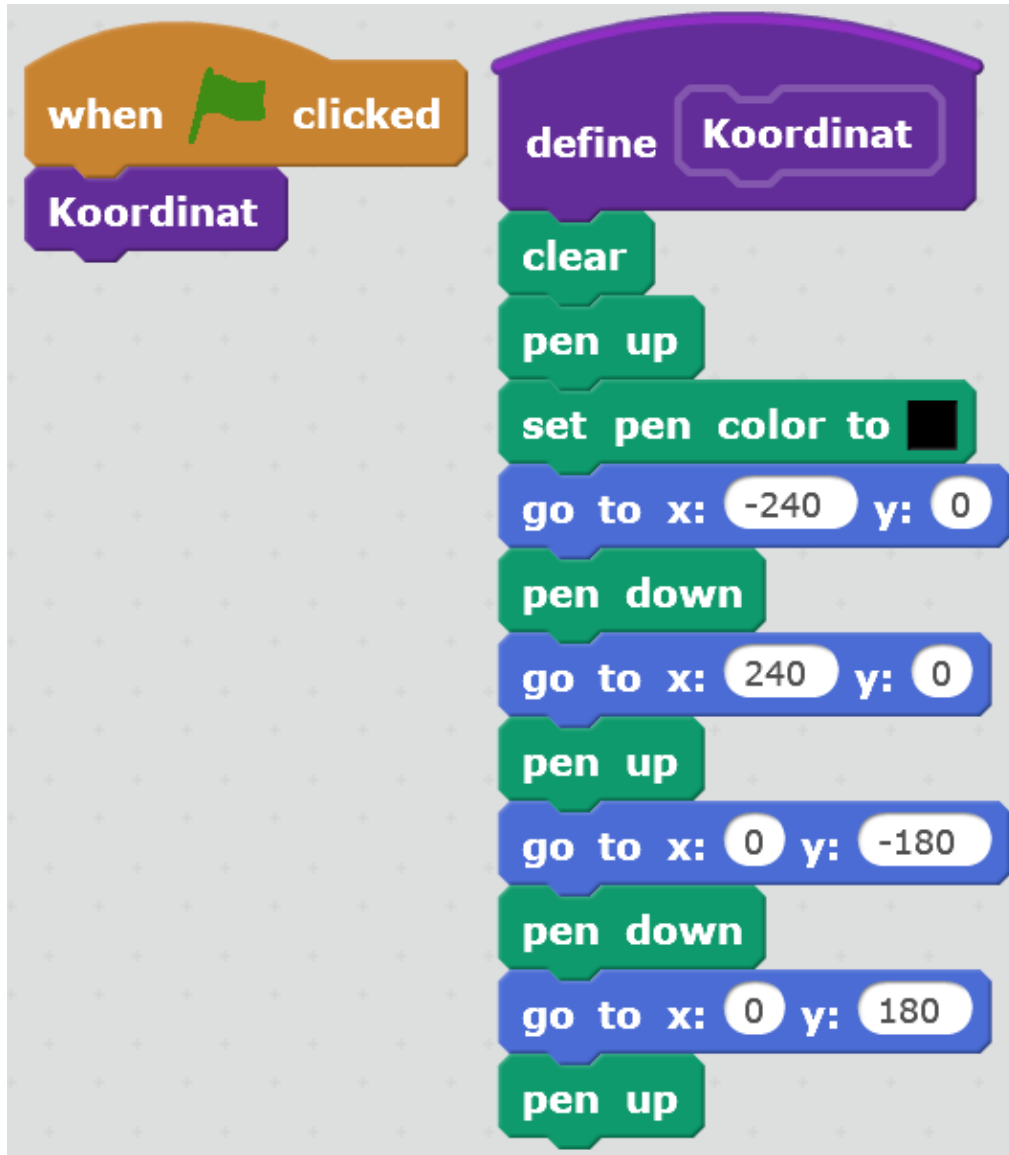 when clicked
Koordinat
define Koordinat
clear
pen up
set pen color to
go to x: -240 y: 0
pen down
go to x: 240 y: 0
pen up
go to x: 0 y: -180
pen down
go to x: 0 y: 180
pen up